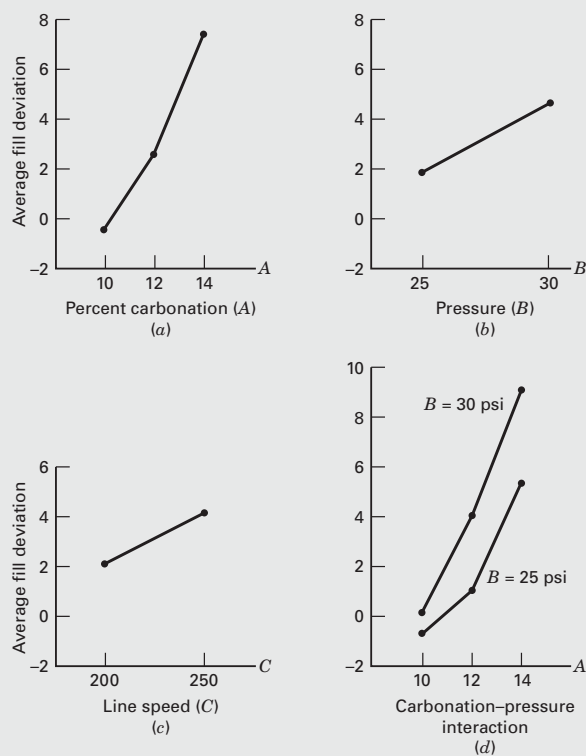 8
6
4
2
0
−2
Average fill deviation
10 12 14 A
Percent carbonation (A)
(a)
8
6
4
2
0
−2
25 30 B
Pressure (B)
(b)
6
4
2
0
−2
Average fill deviation
200 250 C
Line speed (C)
(c)
10
8
6
4
2
0
−2
B = 30 psi
B = 25 psi
10 12 14 A
Carbonation–pressure
interaction
(d)